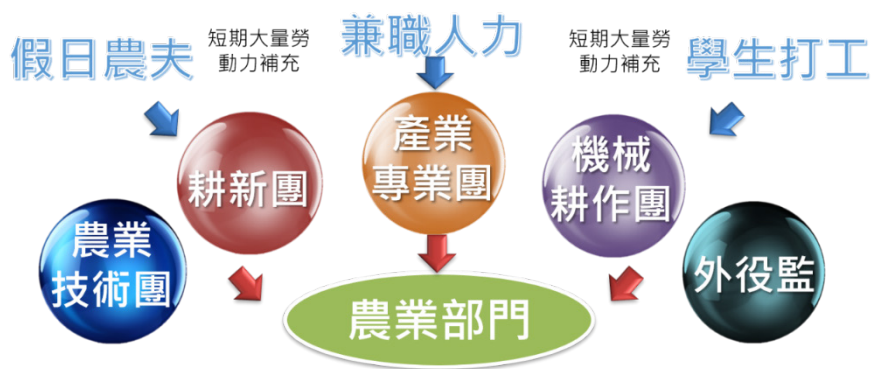 假日農夫
短期大量勞
動力補充
兼職人力
短期大量勞
動力補充
學生打工
農業
技術團
耕新團
產業
專業團
機械
耕作團
外役監
農業部門